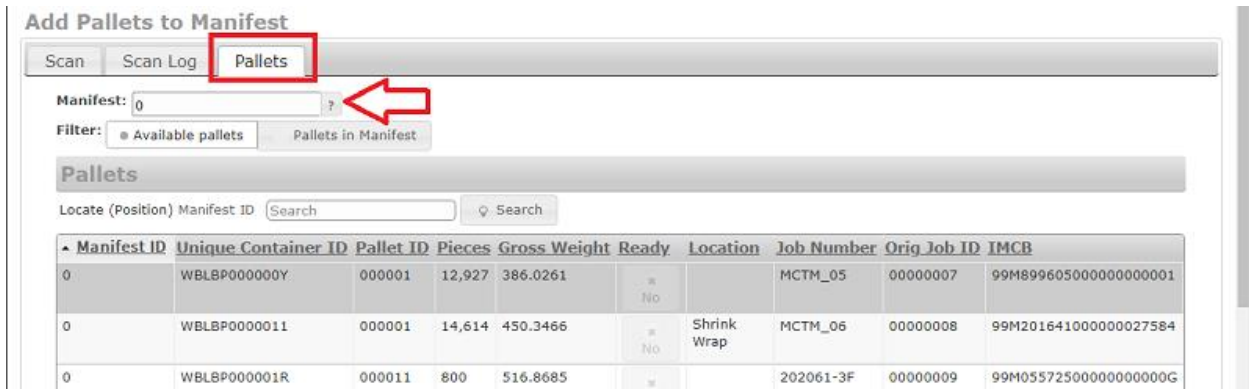 Add Pallets to Manifest
Scan Scan Log Pallets
Manifest: 0 ?
Filter: Available pallets Pallets in Manifest
Pallets
Locate (Position) Manifest ID Search Search
Manifest ID Unique Container ID Pallet ID Pieces Gross Weight Ready Location Job Number Orig Job ID IMCB
0 WBLBP000000Y 000001 12,927 386.0261 No MCTM_05 00000007 99M899605000000000001
0 WBLBP0000011 000001 14,614 450.3466 No Shrink Wrap MCTM_06 00000008 99M201641000000027584
0 WBLBP000001R 000011 800 516.8685 202061-3F 00000009 99M05572500000000000G